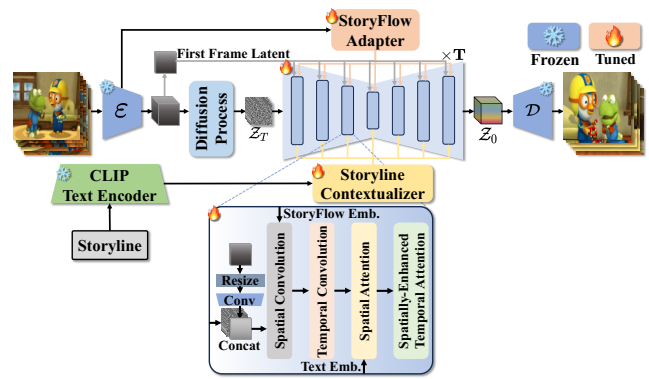 StoryFlow
Adapter
First Frame Latent
×T
Frozen
Tuned
ℰ
Diffusion
Process
𝒵_T
𝒵_0
𝒟
CLIP
Text Encoder
Storyline
Contextualizer
Storyline
StoryFlow Emb.
Resize
Conv
Concat
Spatial Convolution
Temporal Convolution
Spatial Attention
Spatially-Enhanced
Temporal Attention
Text Emb.